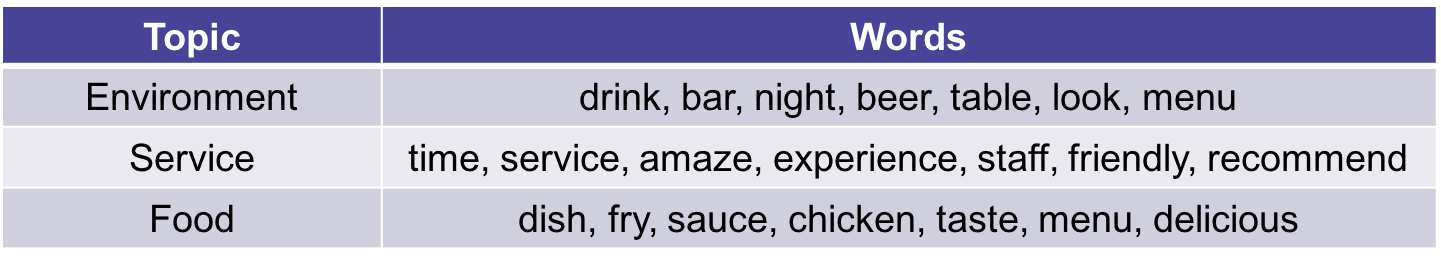 Topic Words
Environment drink, bar, night, beer, table, look, menu
Service time, service, amaze, experience, staff, friendly, recommend
Food dish, fry, sauce, chicken, taste, menu, delicious